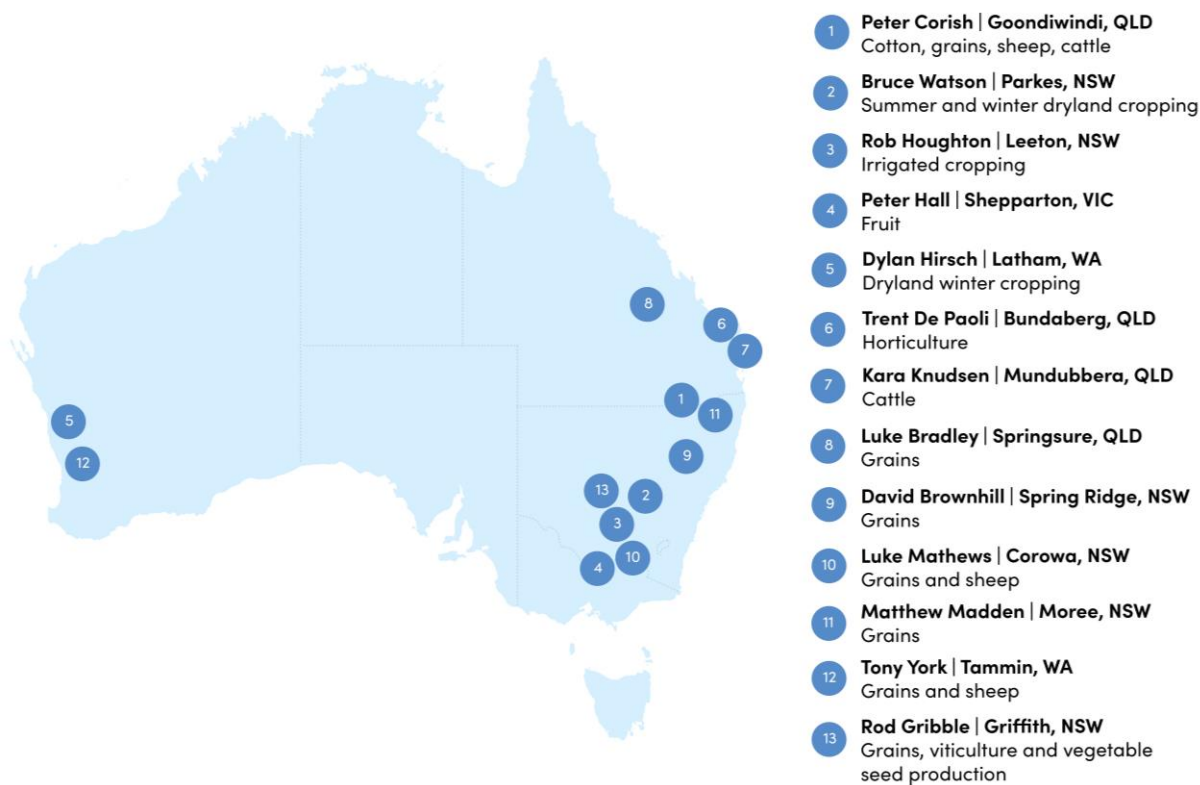 1
Peter Corish | Goondiwindi, QLD
Cotton, grains, sheep, cattle
2
Bruce Watson | Parkes, NSW
Summer and winter dryland cropping
3
Rob Houghton | Leeton, NSW
Irrigated cropping
4
Peter Hall | Shepparton, VIC
Fruit
5
Dylan Hirsch | Latham, WA
Dryland winter cropping
6
Trent De Paoli | Bundaberg, QLD
Horticulture
7
Kara Knudsen | Mundubbera, QLD
Cattle
8
Luke Bradley | Springsure, QLD
Grains
9
David Brownhill | Spring Ridge, NSW
Grains
10
Luke Mathews | Corowa, NSW
Grains and sheep
11
Matthew Madden | Moree, NSW
Grains
12
Tony York | Tammin, WA
Grains and sheep
13
Rod Gribble | Griffith, NSW
Grains, viticulture and vegetable
seed production
8
6
7
1
11
5
12
9
13
2
3
10
4